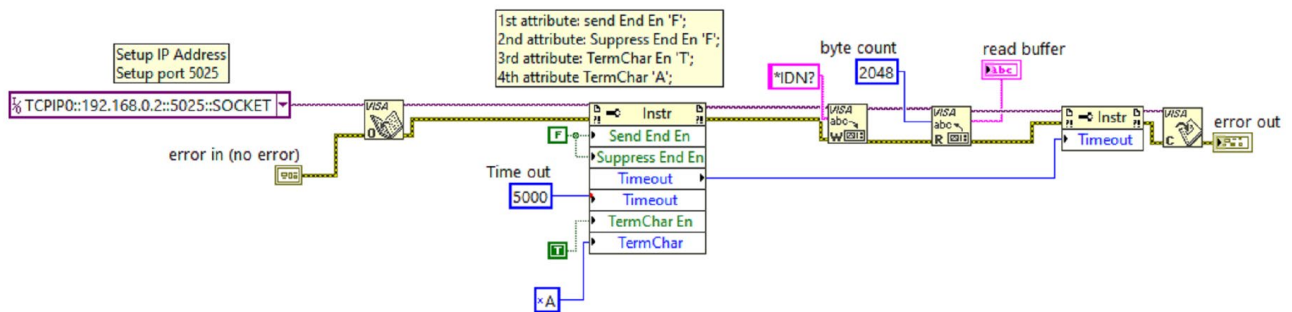 1st attribute: send End En 'F';
2nd attribute: Suppress End En 'F';
3rd attribute: TermChar En 'T';
4th attribute TermChar 'A';
Setup IP Address
Setup port 5025
TCPIP0::192.168.0.2::5025::SOCKET
error in (no error)
VISA
O
Instr
Send End En
Suppress End En
Timeout
Timeout
TermChar En
TermChar
F
Time out
5000
T
×A
*IDN?
VISA
abc
W
byte count
2048
VISA
abc
R
read buffer
abc
Instr
Timeout
VISA
C
error out